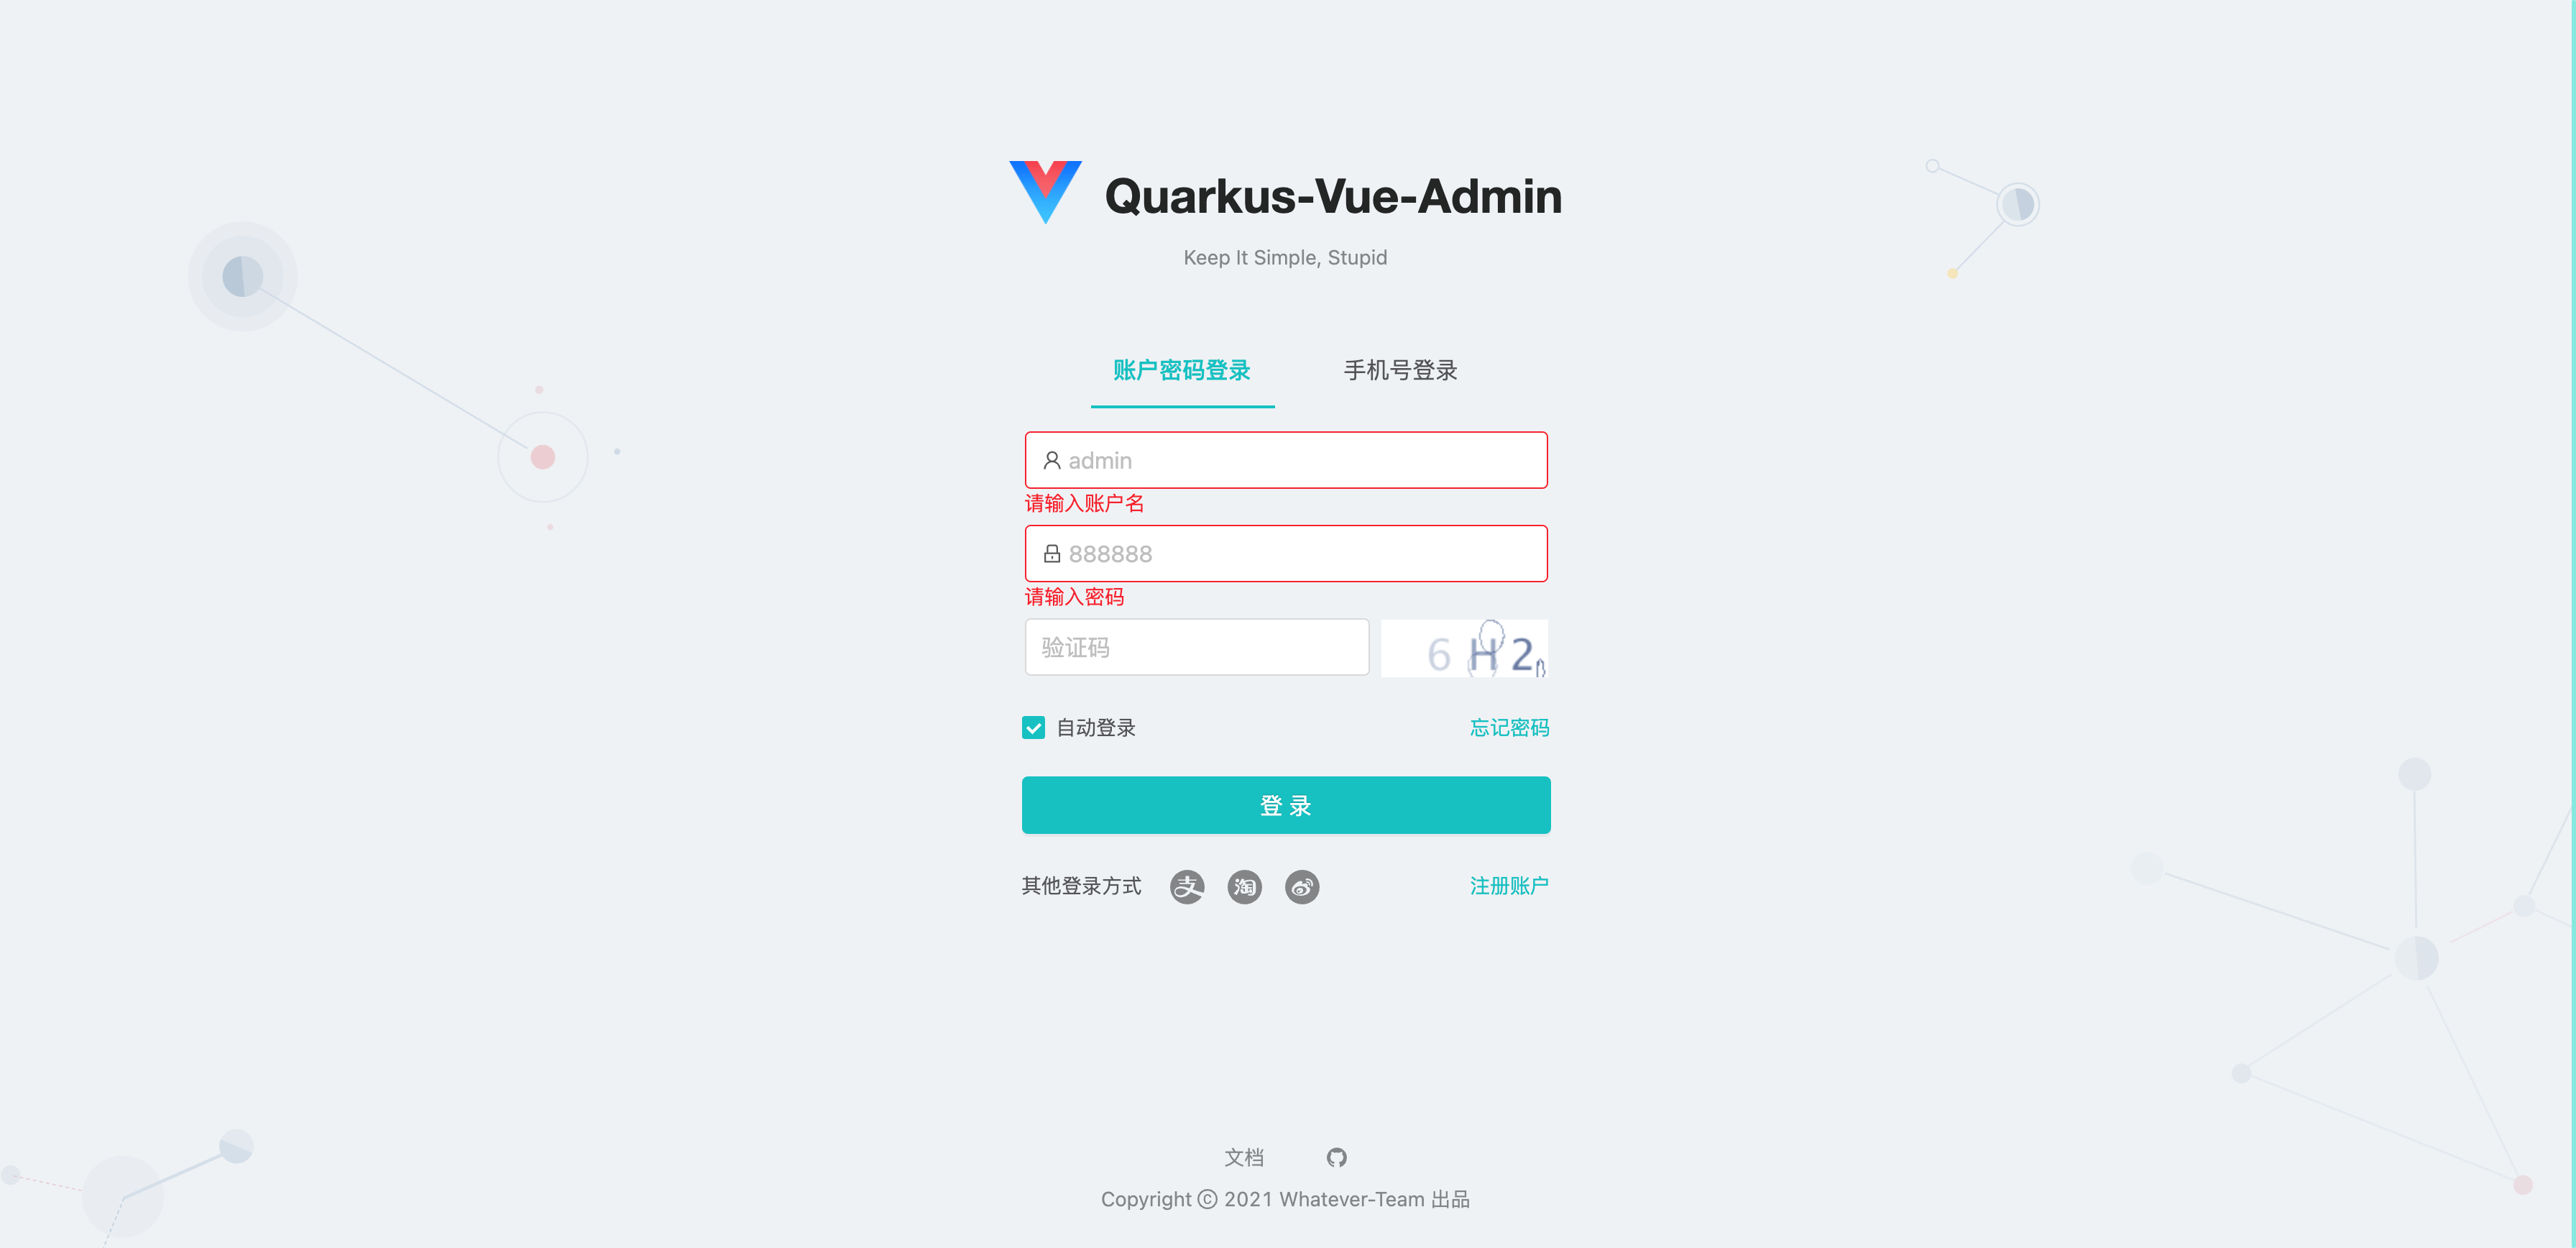 Quarkus-Vue-Admin
Keep It Simple, Stupid
账户密码登录 手机号登录
admin
请输入账户名
888888
请输入密码
验证码 6 H 2
自动登录 忘记密码
登 录
其他登录方式 支 淘 注册账户
文档
Copyright © 2021 Whatever-Team 出品